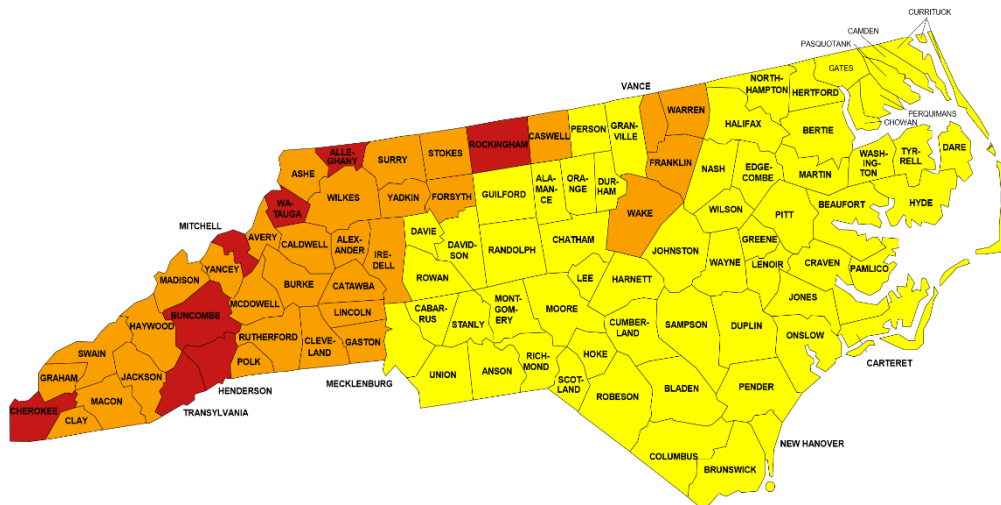 CURRITUCK
CAMDEN
PASQUOTANK
GATES
PERQUIMANS
CHOWAN
VANCE
NORTH-
HAMPTON
HERTFORD
WARREN
HALIFAX
BERTIE
ALLE-
GHANY
SURRY
STOKES
ROCKINGHAM
CASWELL
PERSON
GRAN-
VILLE
FRANKLIN
NASH
EDGE-
COMBE
MARTIN
WASH-
ING-
TON
TYR-
RELL
DARE
ASHE
WILKES
YADKIN
FORSYTH
GUILFORD
ALA-
MAN-
CE
OR-
ANGE
DUR-
HAM
WA-
TAUGA
WAKE
WILSON
PITT
BEAUFORT
HYDE
MITCHELL
AVERY
CALDWELL
ALEX-
ANDER
IRE-
DELL
DAVIE
DAVID-
SON
RANDOLPH
CHATHAM
JOHNSTON
GREENE
MADISON
YANCEY
BURKE
CATAWBA
ROWAN
LEE
HARNETT
WAYNE
LENOIR
CRAVEN
PAMLICO
MCDOWELL
BUNCOMBE
HAYWOOD
RUTHERFORD
LINCOLN
CLEVE-
LAND
GASTON
CABAR-
RUS
STANLY
MONT-
GOM-
ERY
MOORE
CUMBER-
LAND
SAMPSON
DUPLIN
JONES
ONSLOW
SWAIN
GRAHAM
JACKSON
MACON
POLK
HENDERSON
TRANSYLVANIA
MECKLENBURG
UNION
ANSON
RICH-
MOND
SCOT-
LAND
HOKE
ROBESON
BLADEN
PENDER
CARTERET
CHEROKEE
CLAY
COLUMBUS
BRUNSWICK
NEW HANOVER